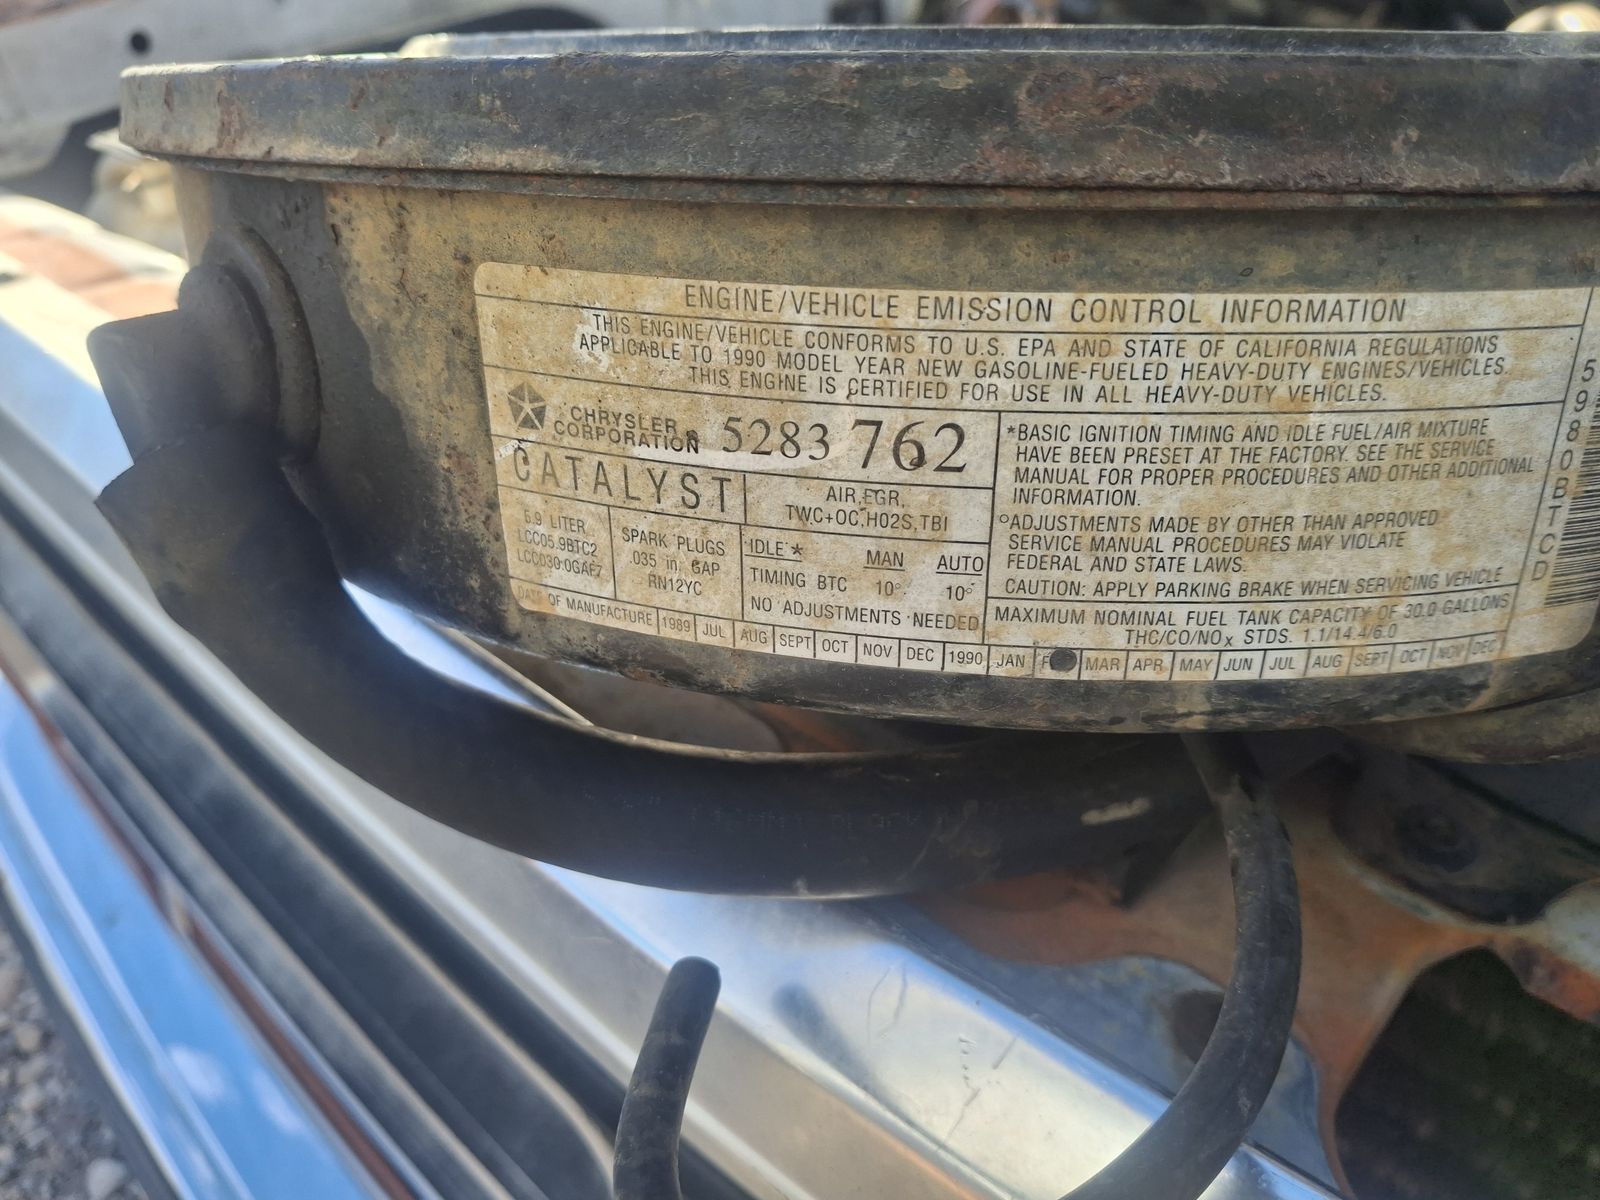 ENGINE/VEHICLE EMISSION CONTROL INFORMATION
THIS ENGINE/VEHICLE CONFORMS TO U.S. EPA AND STATE OF CALIFORNIA REGULATIONS
APPLICABLE TO 1990 MODEL YEAR NEW GASOLINE-FUELED HEAVY-DUTY ENGINES/VEHICLES.
THIS ENGINE IS CERTIFIED FOR USE IN ALL HEAVY-DUTY VEHICLES.
CHRYSLER
CORPORATION
5283 762
CATALYST
AIR, EGR,
TWC+OC, HO2S, TBI
5.9 LITER
LCC05.9BTC2
SPARK PLUGS
.035 in. GAP
RN12YC
IDLE * MAN AUTO
TIMING BTC 10° 10°
NO ADJUSTMENTS NEEDED
*BASIC IGNITION TIMING AND IDLE FUEL/AIR MIXTURE
HAVE BEEN PRESET AT THE FACTORY. SEE THE SERVICE
MANUAL FOR PROPER PROCEDURES AND OTHER ADDITIONAL
INFORMATION.
°ADJUSTMENTS MADE BY OTHER THAN APPROVED
SERVICE MANUAL PROCEDURES MAY VIOLATE
FEDERAL AND STATE LAWS.
CAUTION: APPLY PARKING BRAKE WHEN SERVICING VEHICLE
MAXIMUM NOMINAL FUEL TANK CAPACITY OF 30.0 GALLONS
THC/CO/NOx STDS. 1.1/14.4/6.0
DATE OF MANUFACTURE 1989 JUL AUG SEPT OCT NOV DEC 1990 JAN MAR APR MAY JUN JUL AUG SEPT OCT NOV DEC
5980BTCD